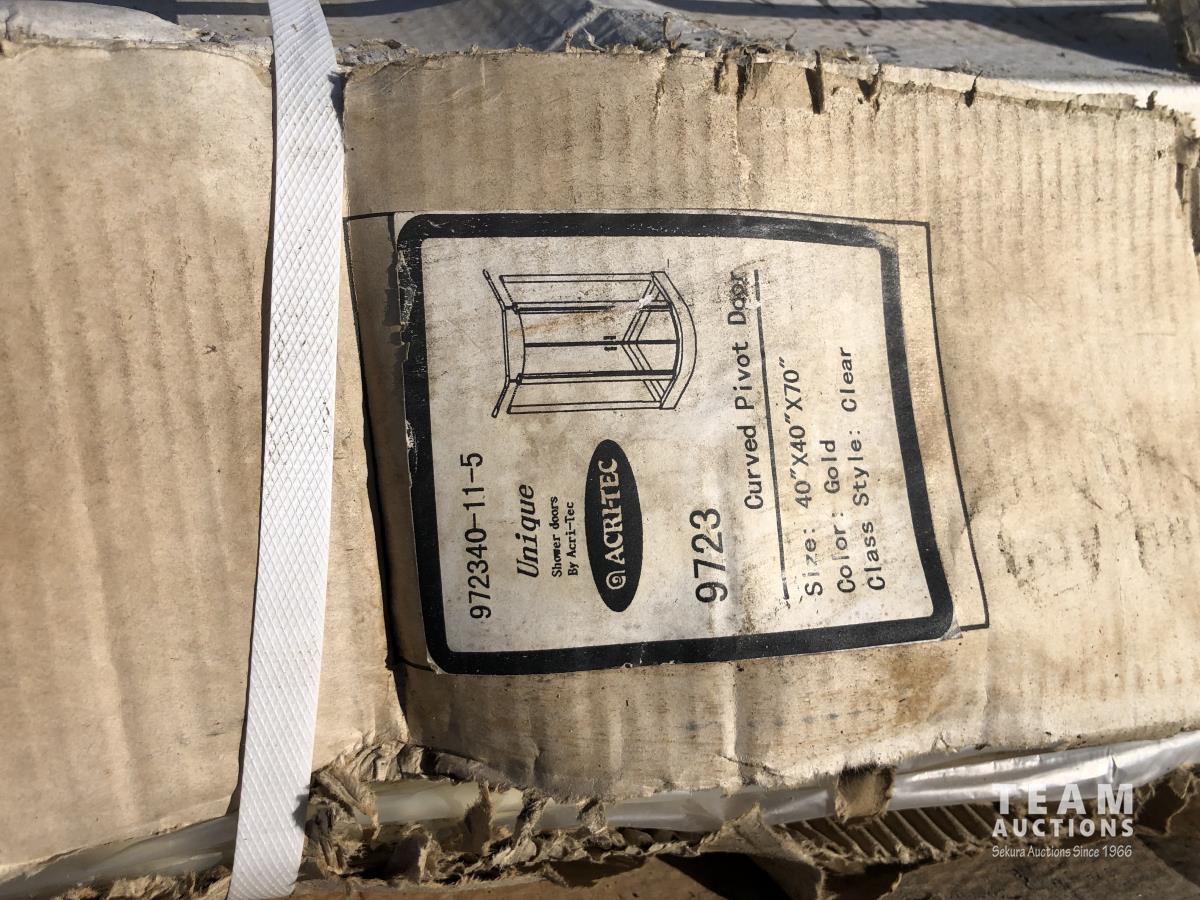 972340-11-5
Unique
Shower doors
By Acri-Tec
ACRI-TEC
9723
Curved Pivot Door
Size: 40"X40"X70"
Color: Gold
Class Style: Clear
TEAM
AUCTIONS
Sekura Auctions Since 1966